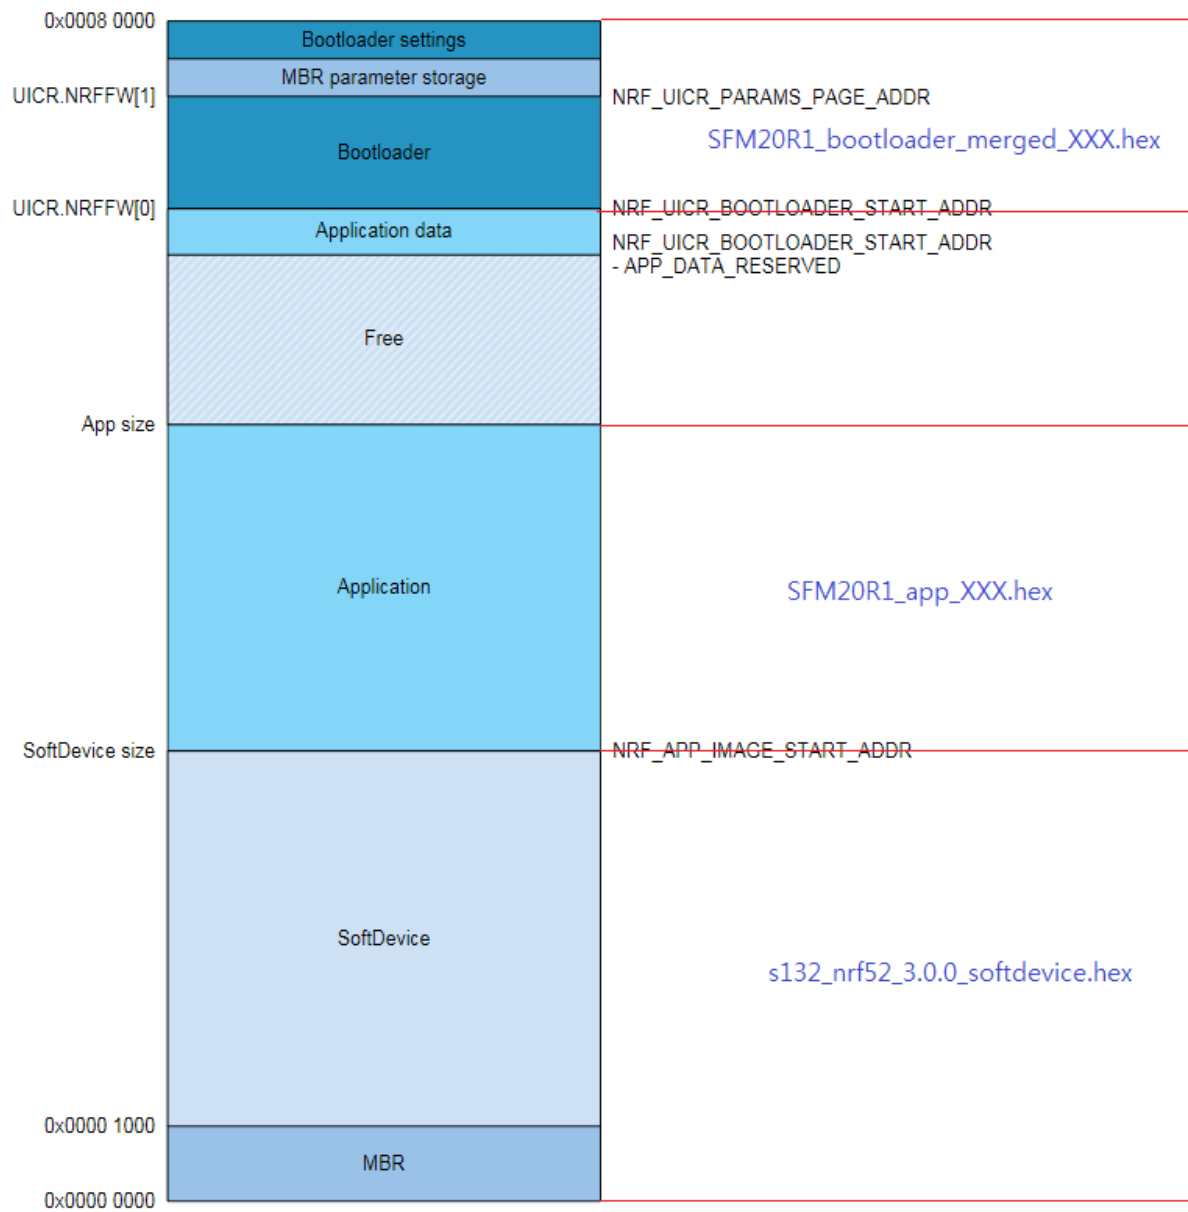 0x0008 0000
Bootloader settings
MBR parameter storage
UICR.NRFFW[1]
NRF_UICR_PARAMS_PAGE_ADDR
SFM20R1_bootloader_merged_XXX.hex
Bootloader
UICR.NRFFW[0]
NRF_UICR_BOOTLOADER_START_ADDR
Application data
NRF_UICR_BOOTLOADER_START_ADDR
- APP_DATA_RESERVED
Free
App size
Application
SFM20R1_app_XXX.hex
SoftDevice size
NRF_APP_IMAGE_START_ADDR
SoftDevice
s132_nrf52_3.0.0_softdevice.hex
0x0000 1000
MBR
0x0000 0000